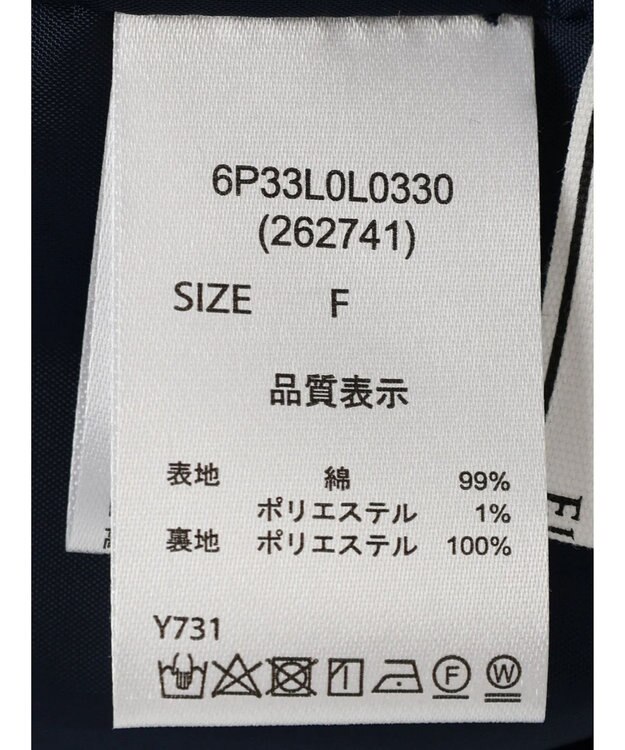 6P33L0L0330
(262741)
SIZE F
品質表示
表地 綿 99%
ポリエステル 1%
裏地 ポリエステル 100%
Y731
F W